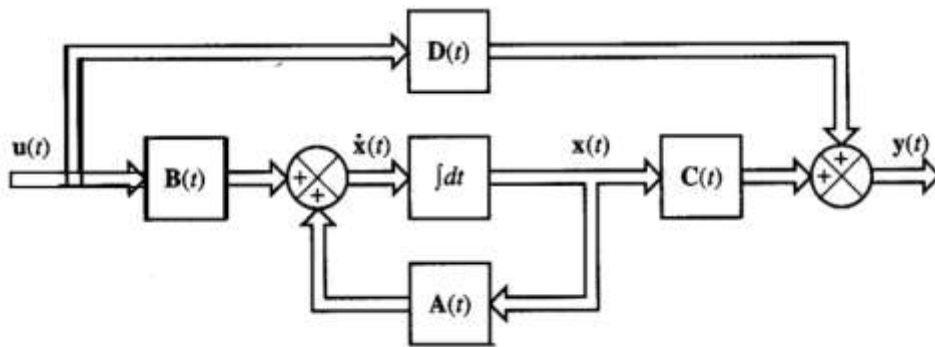 D(t)
u(t)
B(t)
+
+
ẋ(t)
∫dt
x(t)
C(t)
+
+
y(t)
A(t)